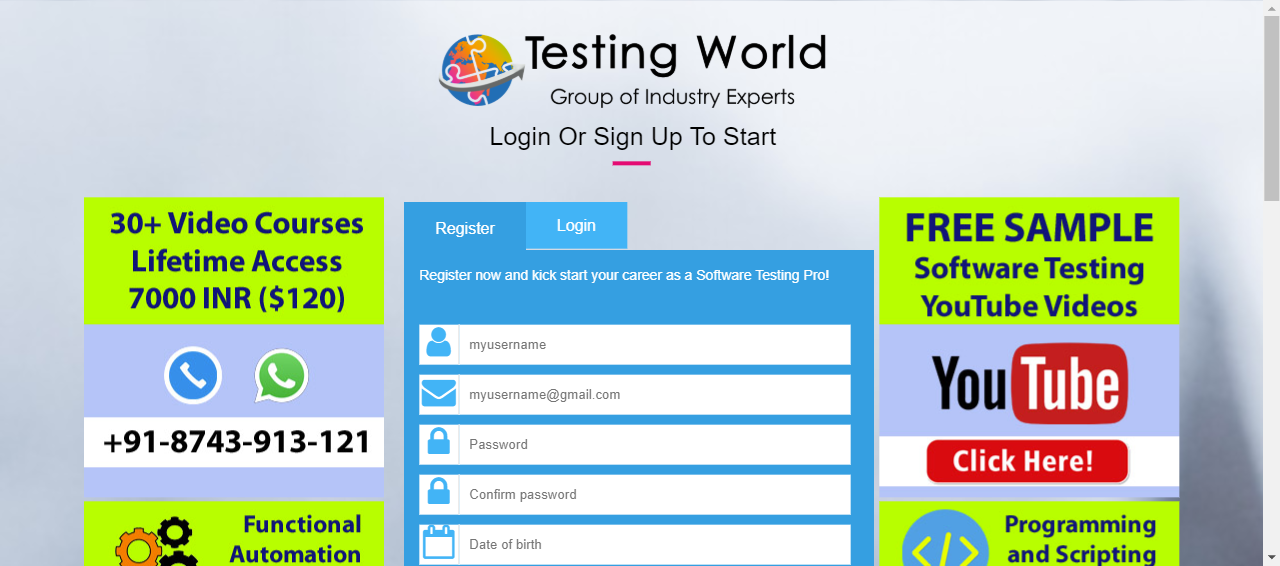 Testing World
Group of Industry Experts
Login Or Sign Up To Start
30+ Video Courses
Lifetime Access
7000 INR ($120)
+91-8743-913-121
Functional
Automation
Register
Login
Register now and kick start your career as a Software Testing Pro!
myusername
myusername@gmail.com
Password
Confirm password
Date of birth
FREE SAMPLE
Software Testing
YouTube Videos
YouTube
Click Here!
Programming
and Scripting